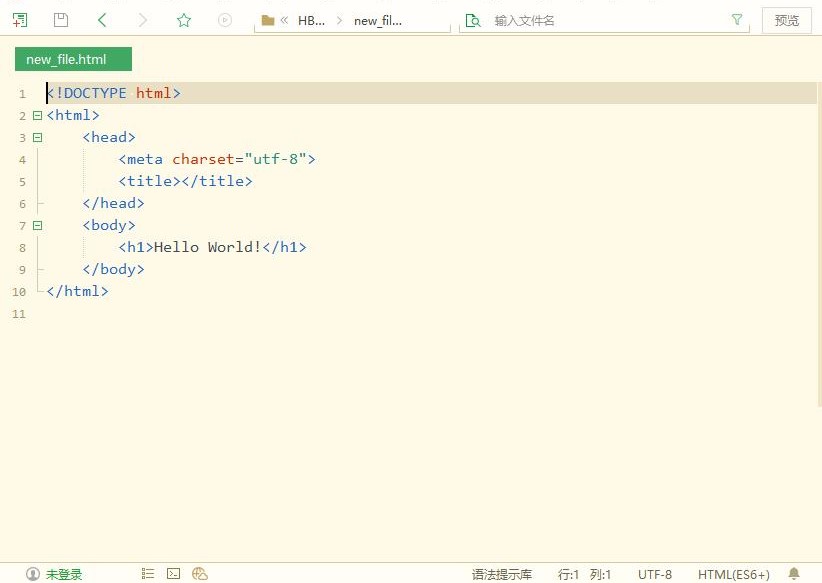 HB... new_fil... 输入文件名 预览
new_file.html
1 <!DOCTYPE html>
2 <html>
3 <head>
4 <meta charset="utf-8">
5 <title></title>
6 </head>
7 <body>
8 <h1>Hello World!</h1>
9 </body>
10 </html>
11
未登录 语法提示库 行:1 列:1 UTF-8 HTML(ES6+)